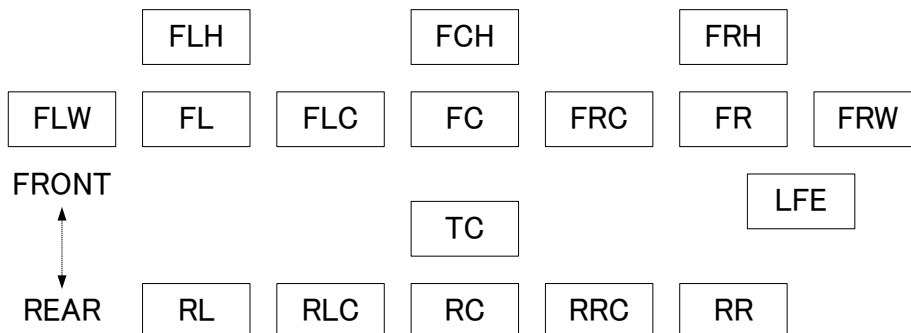 FLH FCH FRH
FLW FL FLC FC FRC FR FRW
FRONT
LFE
TC
REAR RL RLC RC RRC RR